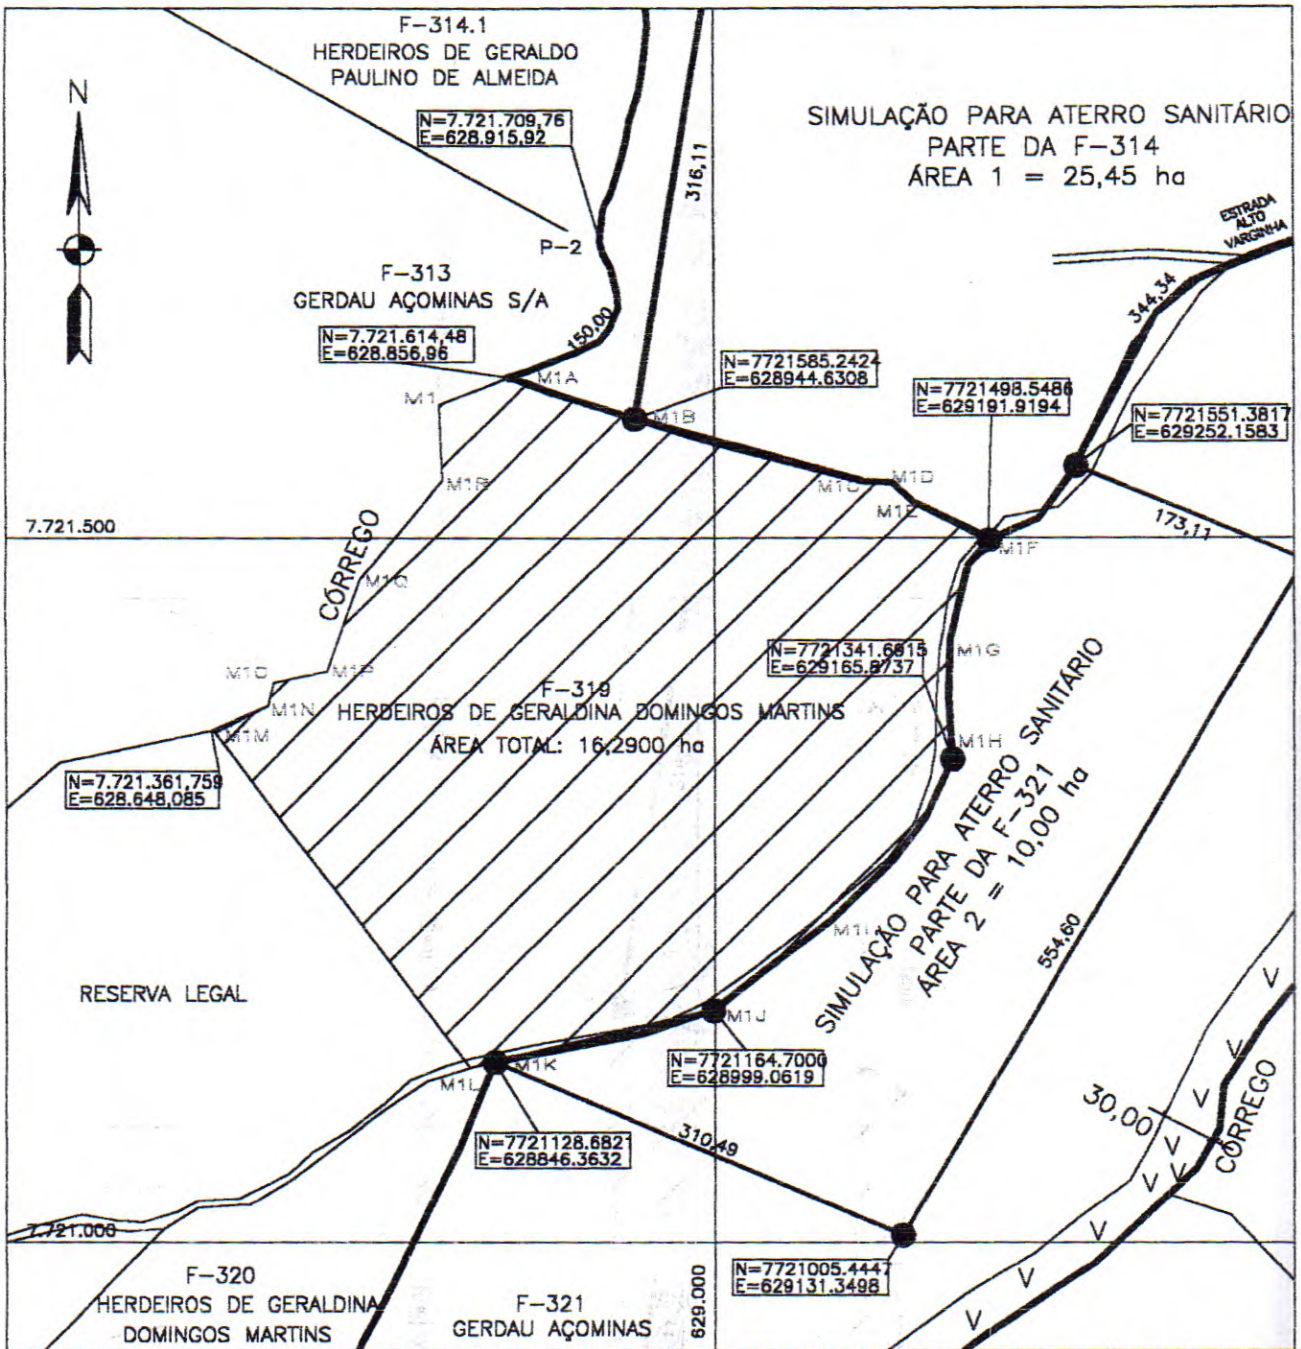 F-314.1
HERDEIROS DE GERALDO
PAULINO DE ALMEIDA
N
N=7.721.709,76
E=628.915,92
316,11
SIMULAÇÃO PARA ATERRO SANITÁRIO
PARTE DA F-314
ÁREA 1 = 25,45 ha
ESTRADA
ALTO
VARGINHA
P-2
F-313
GERDAU AÇOMINAS S/A
N=7.721.614,48
E=628.856,96
150,00
344,34
N=7721585.2424
E=628944.6308
N=7721498.5486
E=629191.9194
N=7721551.3817
E=629252.1583
M1A
M1
M1B
M1R
M1C
M1D
M1E
7.721.500
M1F
173,11
CÓRREGO
M1Q
N=7721341.6815
E=629165.8737
M1G
M1O
M1P
F-319
M1N
HERDEIROS DE GERALDINA DOMINGOS MARTINS
M1M
ÁREA TOTAL: 16,2900 ha
M1H
N=7.721.361,759
E=628.648,085
SIMULAÇÃO PARA ATERRO SANITÁRIO
PARTE DA F-321
ÁREA 2 = 10,00 ha
M1I
554,60
RESERVA LEGAL
M1J
N=7721164.7000
E=628999.0619
M1K
M1L
30,00
V
V
V
V
V
V
V
V
V
CÓRREGO
N=7721128.6821
E=628846.3632
310,49
7.721.000
N=7721005.4447
E=629131.3498
629.000
F-320
HERDEIROS DE GERALDINA
DOMINGOS MARTINS
F-321
GERDAU AÇOMINAS